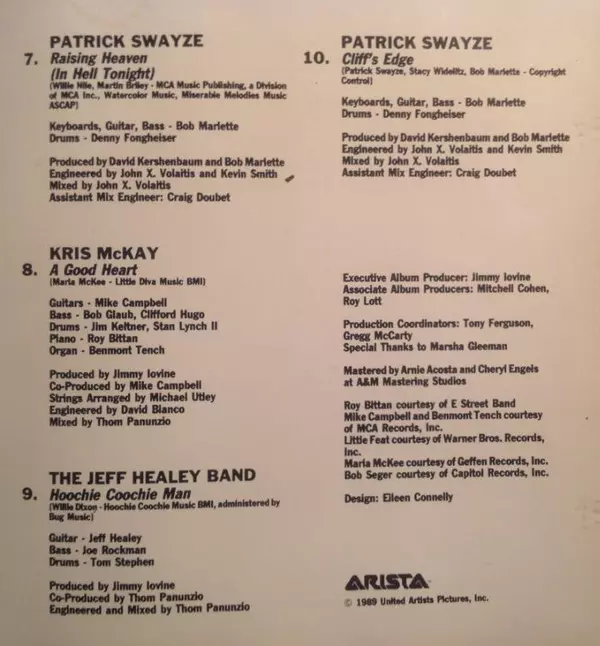 PATRICK SWAYZE
7. Raising Heaven
(In Hell Tonight)
(Willie Nile, Martin Briley - MCA Music Publishing, a Division
of MCA Inc., Watercolor Music, Miserable Melodies Music
ASCAP)
Keyboards, Guitar, Bass - Bob Marlette
Drums - Denny Fongheiser
Produced by David Kershenbaum and Bob Marlette
Engineered by John X. Volaitis and Kevin Smith
Mixed by John X. Volaitis
Assistant Mix Engineer: Craig Doubet
KRIS McKAY
8. A Good Heart
(Maria McKee - Little Diva Music BMI)
Guitars - Mike Campbell
Bass - Bob Glaub, Clifford Hugo
Drums - Jim Keltner, Stan Lynch II
Piano - Roy Bittan
Organ - Benmont Tench
Produced by Jimmy Iovine
Co-Produced by Mike Campbell
Strings Arranged by Michael Utley
Engineered by David Bianco
Mixed by Thom Panunzio
THE JEFF HEALEY BAND
9. Hoochie Coochie Man
(Willie Dixon - Hoochie Coochie Music BMI, administered by
Bug Music)
Guitar - Jeff Healey
Bass - Joe Rockman
Drums - Tom Stephen
Produced by Jimmy Iovine
Co-Produced by Thom Panunzio
Engineered and Mixed by Thom Panunzio
PATRICK SWAYZE
10. Cliff's Edge
(Patrick Swayze, Stacy Widelitz, Bob Marlette - Copyright
Control)
Keyboards, Guitar, Bass - Bob Marlette
Drums - Denny Fongheiser
Produced by David Kershenbaum and Bob Marlette
Engineered by John X. Volaitis and Kevin Smith
Mixed by John X. Volaitis
Assistant Mix Engineer: Craig Doubet
Executive Album Producer: Jimmy Iovine
Associate Album Producers: Mitchell Cohen,
Roy Lott
Production Coordinators: Tony Ferguson,
Gregg McCarty
Special Thanks to Marsha Gleeman
Mastered by Arnie Acosta and Cheryl Engels
at A&M Mastering Studios
Roy Bittan courtesy of E Street Band
Mike Campbell and Benmont Tench courtesy
of MCA Records, Inc.
Little Feat courtesy of Warner Bros. Records,
Inc.
Maria McKee courtesy of Geffen Records, Inc.
Bob Seger courtesy of Capitol Records, Inc.
Design: Eileen Connelly
ARISTA
© 1989 United Artists Pictures, Inc.